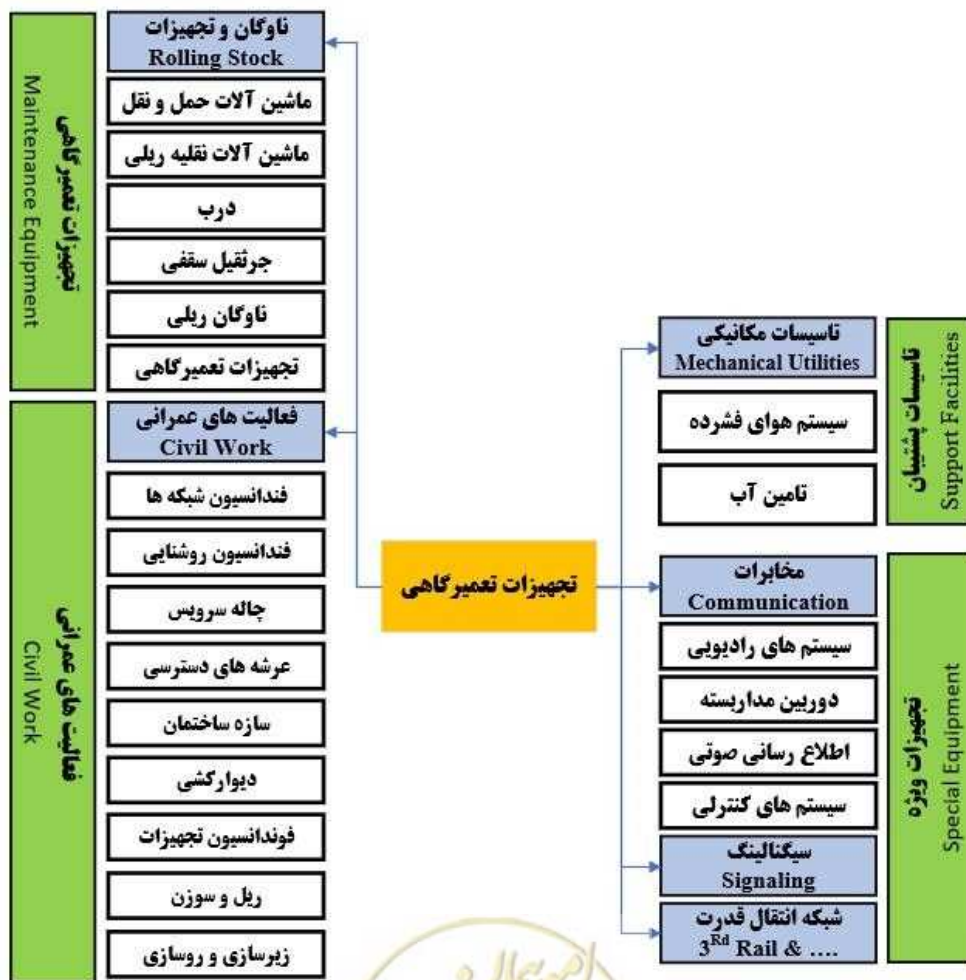 ناوگان و تجهیزات
Rolling Stock
ماشین آلات حمل و نقل
ماشین آلات نقلیه ریلی
درب
جرثقیل سقفی
ناوگان ریلی
تجهیزات تعمیرگاهی
تجهیزات تعمیرگاهی
Maintenance Equipment
فعالیت های عمرانی
Civil Work
فندانسیون شبکه ها
فندانسیون روشنایی
چاله سرویس
عرشه های دسترسی
سازه ساختمان
دیوارکشی
فوندانسیون تجهیزات
ریل و سوزن
زیرسازی و روسازی
فعالیت های عمرانی
Civil Work
تجهیزات تعمیرگاهی
تاسیسات مکانیکی
Mechanical Utilities
سیستم هوای فشرده
تامین آب
تاسیسات پشتیبان
Support Facilities
مخابرات
Communication
سیستم های رادیویی
دوربین مداربسته
اطلاع رسانی صوتی
سیستم های کنترلی
سیگنالینگ
Signaling
شبکه انتقال قدرت
3Rd Rail & ....
تجهیزات ویژه
Special Equipment